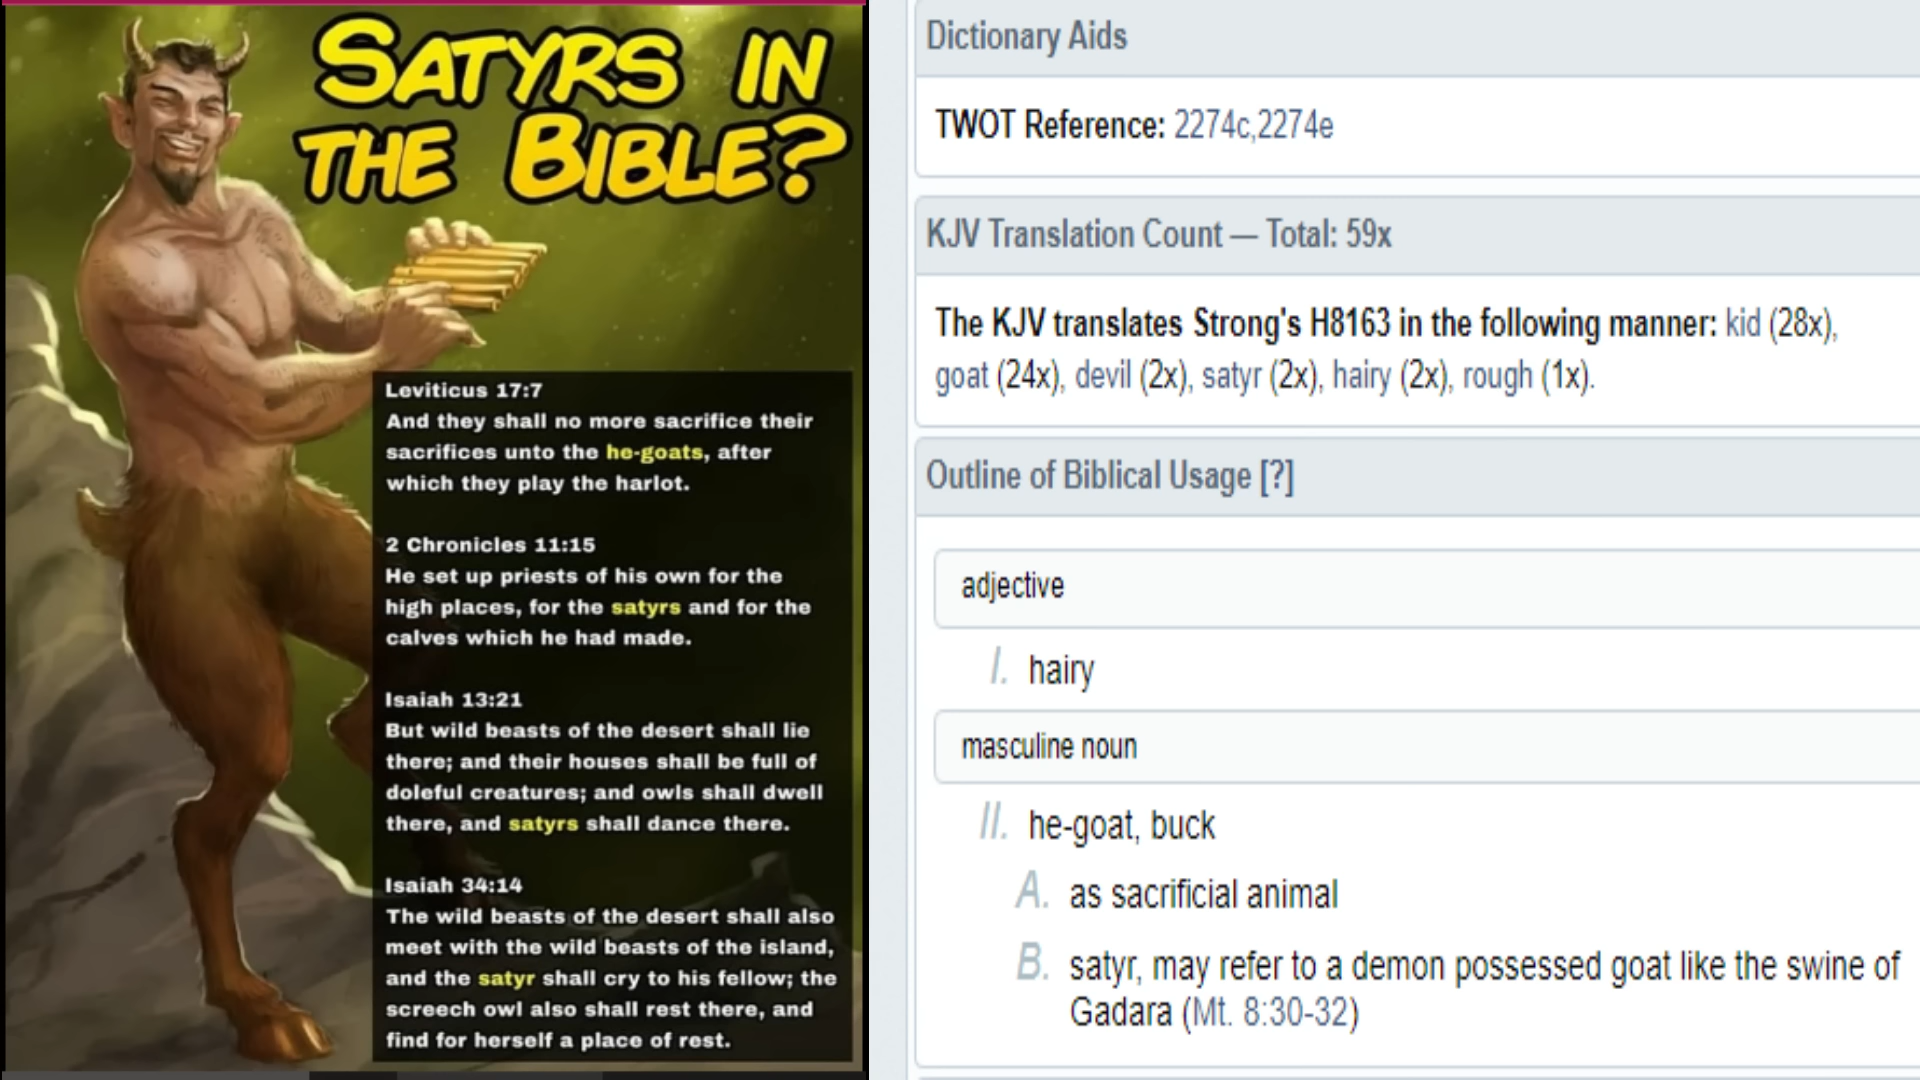 SATYRS IN
THE BIBLE?
Leviticus 17:7
And they shall no more sacrifice their
sacrifices unto the he-goats, after
which they play the harlot.
2 Chronicles 11:15
He set up priests of his own for the
high places, for the satyrs and for the
calves which he had made.
Isaiah 13:21
But wild beasts of the desert shall lie
there; and their houses shall be full of
doleful creatures; and owls shall dwell
there, and satyrs shall dance there.
Isaiah 34:14
The wild beasts of the desert shall also
meet with the wild beasts of the island,
and the satyr shall cry to his fellow; the
screech owl also shall rest there, and
find for herself a place of rest.
Dictionary Aids
TWOT Reference: 2274c,2274e
KJV Translation Count — Total: 59x
The KJV translates Strong's H8163 in the following manner: kid (28x),
goat (24x), devil (2x), satyr (2x), hairy (2x), rough (1x).
Outline of Biblical Usage [?]
adjective
I. hairy
masculine noun
II. he-goat, buck
A. as sacrificial animal
B. satyr, may refer to a demon possessed goat like the swine of
Gadara (Mt. 8:30-32)